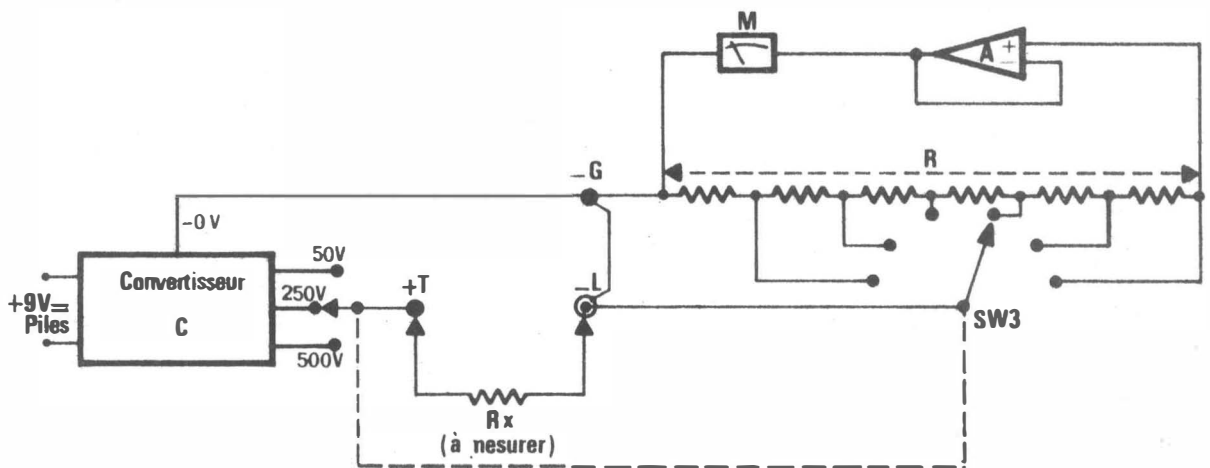 M
A
+
−
R
–G
–0 V
50V
Convertisseur
+9V=
Piles
250V
C
500V
+T
–L
SW3
Rx
(à nesurer)